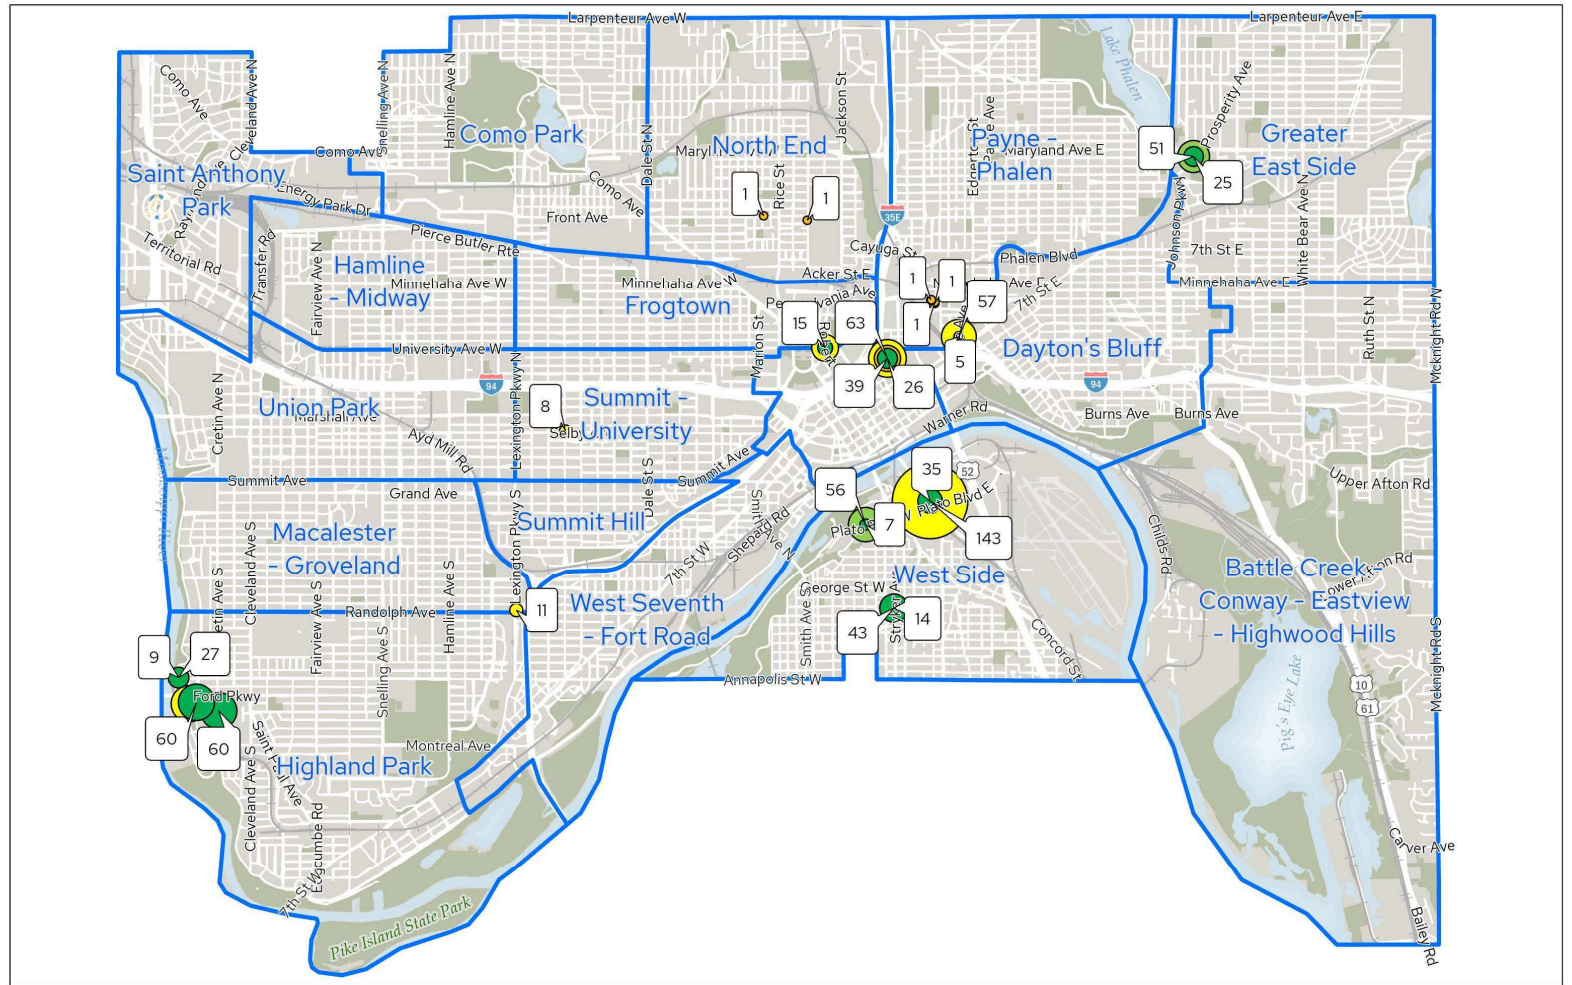 Larpenteur Ave W
Larpenteur Ave E
Como Ave
Cleveland Ave N
Snelling Ave N
Hamline Ave N
Como Park
Como Ave
Dale St N
North End
Jackson St
Rice St
Como Ave
Front Ave
1
1
35E
Payne -
Phalen
Maryland Ave E
Lake Phalen
Prosperity Ave
51
25
Greater
East Side
Johnson Pkwy
White Bear Ave N
7th St E
Minnehaha Ave E
Saint Anthony
Park
Energy Park Dr
Territorial Rd
Transfer Rd
Pierce Butler Rte
Fairview Ave N
Hamline
- Midway
Minnehaha Ave W
Minnehaha Ave W
Frogtown
Cayuga St
Acker St E
Phalen Blvd
7th St E
1
1
1
57
5
15
63
39
26
Marion St
University Ave W
94
Dayton's Bluff
94
Ruth St N
Mcknight Rd N
Burns Ave
Burns Ave
Upper Afton Rd
Union Park
Marshall Ave
Cretin Ave N
Ayd Mill Rd
Lexington Pkwy N
8
Summit -
University
Warner Rd
Summit Ave
Summit Ave
Grand Ave
Dale St S
Summit Hill
Lexington Pkwy S
Macalester
- Groveland
Cleveland Ave S
Fairview Ave S
Hamline Ave S
Randolph Ave
Smith Ave N
Shepard Rd
7th St W
35
52
56
7
143
Plato Blvd E
West Side
George St W
43
14
Smith Ave S
Concord St
Annapolis St W
Childs Rd
Battle Creek -
Conway - Eastview
- Highwood Hills
Mcknight Rd S
Pig's Eye Lake
10
61
Carver Ave
Bailey Rd
11
West Seventh
- Fort Road
9
27
Ford Pkwy
60
60
Snelling Ave S
Montreal Ave
Highland Park
Cleveland Ave S
Edgcumbe Rd
7th St W
Pike Island State Park